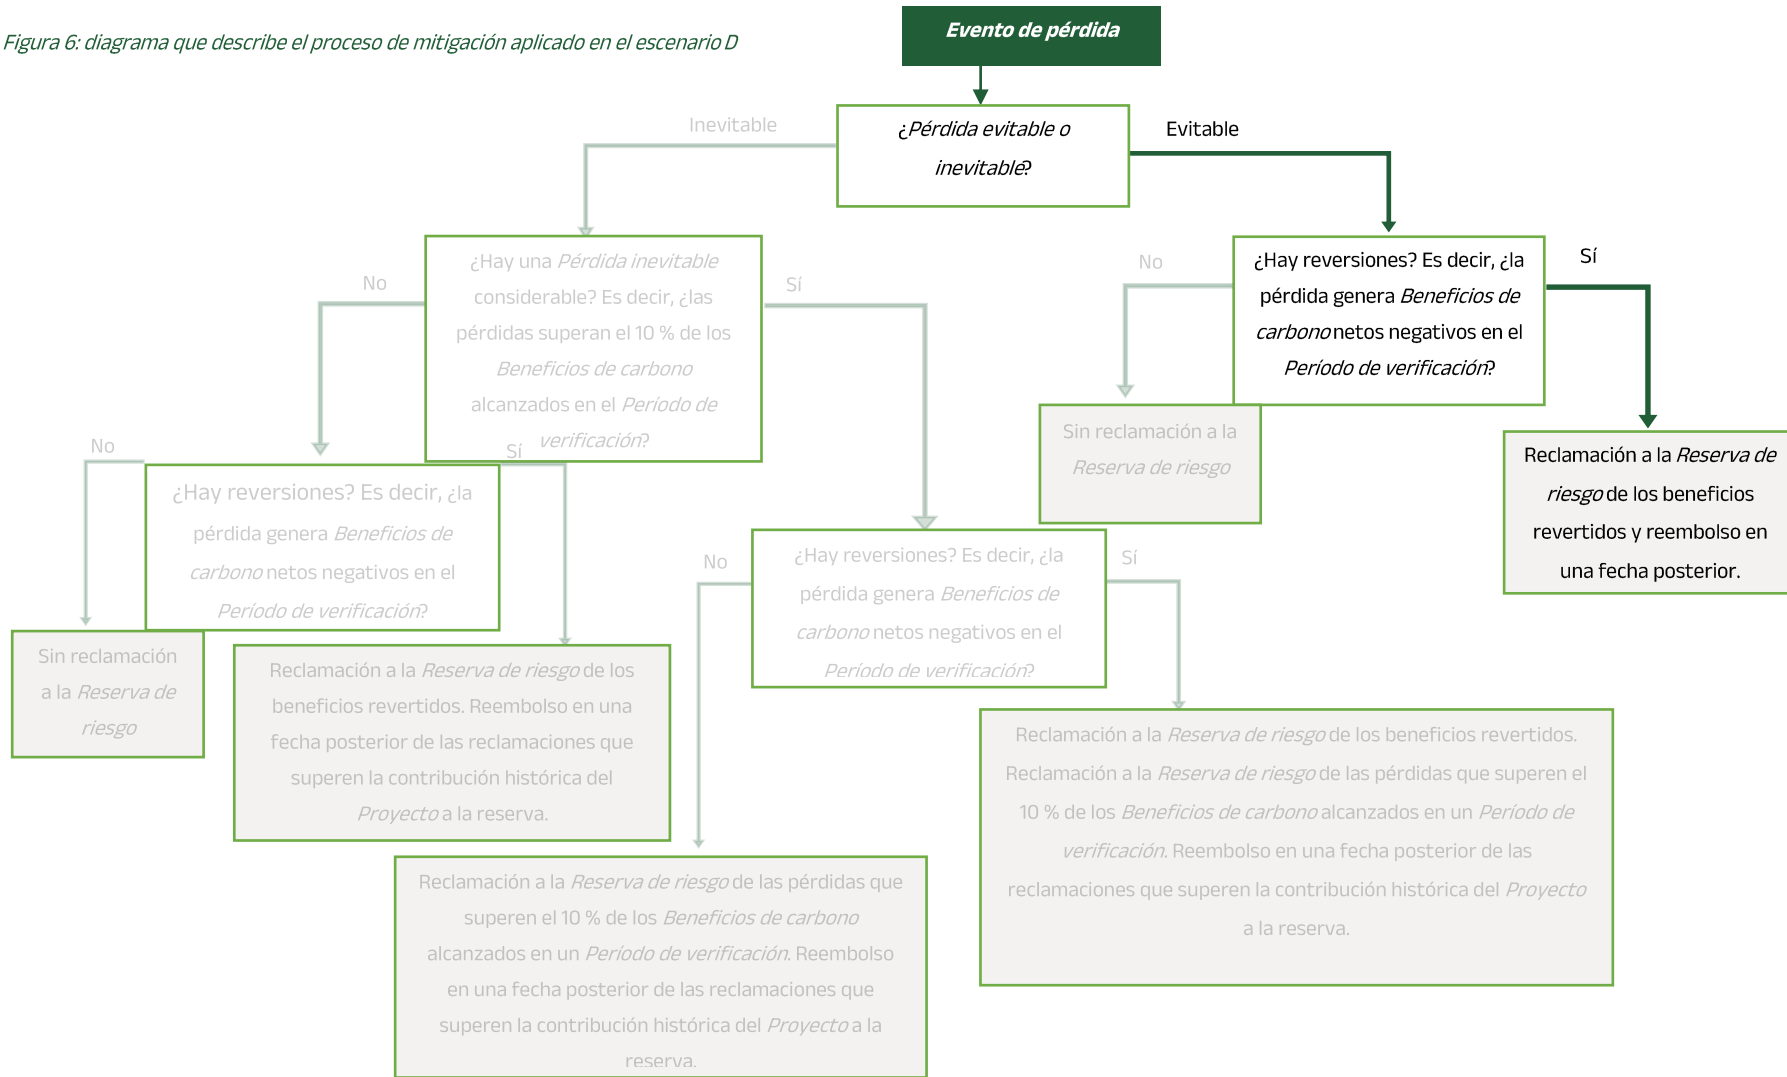 Figura 6: diagrama que describe el proceso de mitigación aplicado en el escenario D
Evento de pérdida
¿Pérdida evitable o
inevitable?
Inevitable
Evitable
¿Hay una Pérdida inevitable
considerable? Es decir, ¿las
pérdidas superan el 10 % de los
Beneficios de carbono
alcanzados en el Período de
verificación?
No
Sí
¿Hay reversiones? Es decir, ¿la
pérdida genera Beneficios de
carbono netos negativos en el
Período de verificación?
No
Sí
Sin reclamación a la
Reserva de riesgo
Reclamación a la Reserva de
riesgo de los beneficios
revertidos y reembolso en
una fecha posterior.
No
Sí
¿Hay reversiones? Es decir, ¿la
pérdida genera Beneficios de
carbono netos negativos en el
Período de verificación?
No
Sí
¿Hay reversiones? Es decir, ¿la
pérdida genera Beneficios de
carbono netos negativos en el
Período de verificación?
Sin reclamación
a la Reserva de
riesgo
Reclamación a la Reserva de riesgo de los
beneficios revertidos. Reembolso en una
fecha posterior de las reclamaciones que
superen la contribución histórica del
Proyecto a la reserva.
Reclamación a la Reserva de riesgo de los beneficios revertidos.
Reclamación a la Reserva de riesgo de las pérdidas que superen el
10 % de los Beneficios de carbono alcanzados en un Período de
verificación. Reembolso en una fecha posterior de las
reclamaciones que superen la contribución histórica del Proyecto
a la reserva.
Reclamación a la Reserva de riesgo de las pérdidas que
superen el 10 % de los Beneficios de carbono
alcanzados en un Período de verificación. Reembolso
en una fecha posterior de las reclamaciones que
superen la contribución histórica del Proyecto a la
reserva.